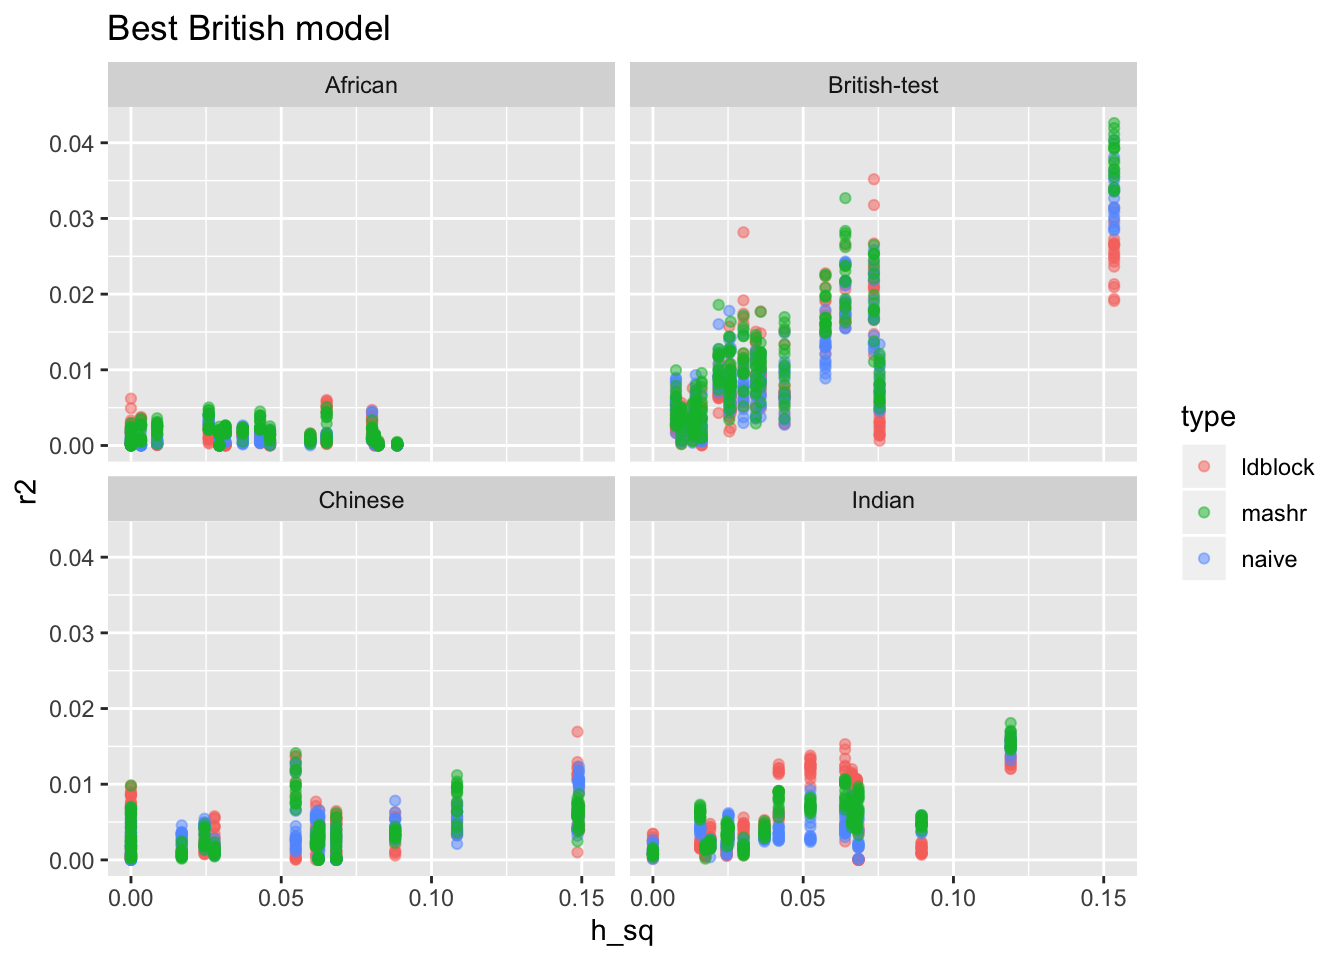 Best British model
African
British-test
0.04
0.03
0.02
0.01
0.00
Chinese
Indian
0.04
0.03
0.02
0.01
0.00
0.00 0.05 0.10 0.15 0.00 0.05 0.10 0.15
h_sq
r2
type
ldblock
mashr
naive